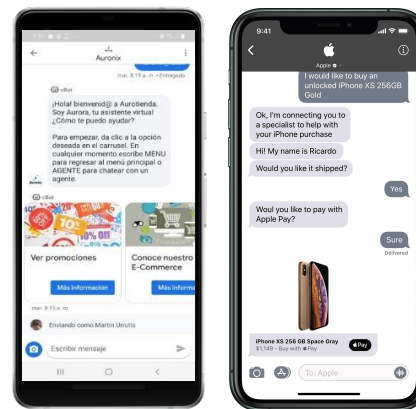 Auronix
mar. 8:13 a. m. • Entregado
cBot
¡Hola! bienvenid@ a Aurotienda.
Soy Aurora, tu asistente virtual
¿Cómo te puedo ayudar?
Para empezar, da clic a la opción
deseada en el carrusel. En
cualquier momento escribe MENU
para regresar al menú principal o
AGENTE para chatear con un
agente.
cBot
10%
10% Off
Ver promociones
Más información
Conoce nuestro
E-Commerce
Más informa
mar. 8:13 a. m.
Enviando como Martin Urrutia
Escribir mensaje
9:41
Apple
I would like to buy an
unlocked iPhone XS 256GB
Gold
Ok, I'm connecting you to
a specialist to help with
your iPhone purchase
Hi! My name is Ricardo
Would you like it shipped?
Yes
Woul you like to pay with
Apple Pay?
Sure
Delivered
iPhone XS 256 GB Space Gray
$1,149 - Buy with Pay
Pay
To: Apple